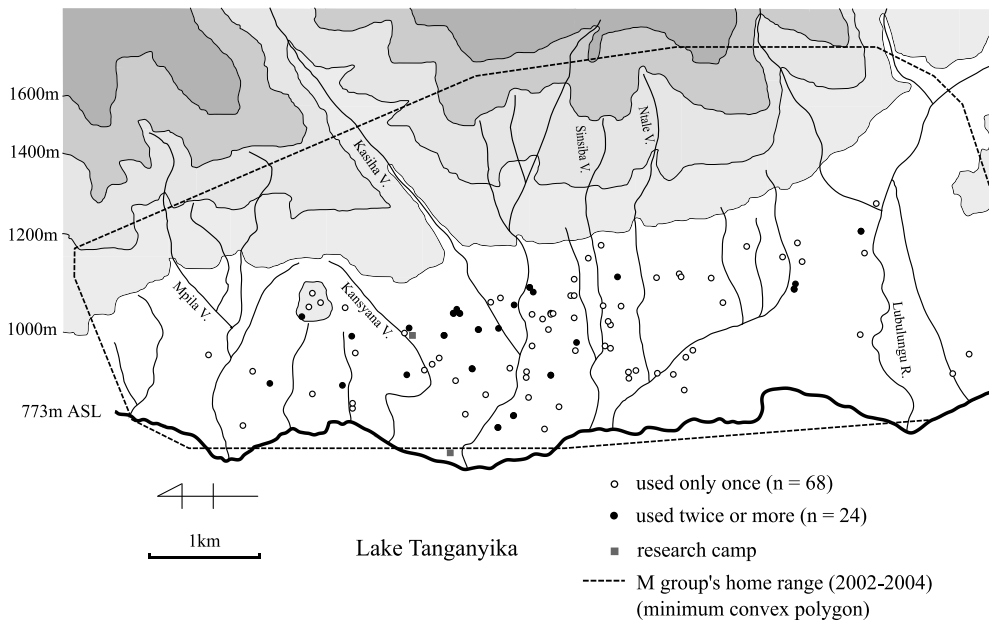 1600m
1400m
1200m
1000m
773m ASL
Kasiha V.
Sinsiba V.
Ntale V.
Mpila V.
Kansyana V.
Lubulungu R.
1km
Lake Tanganyika
used only once (n = 68)
used twice or more (n = 24)
research camp
M group's home range (2002-2004)
(minimum convex polygon)